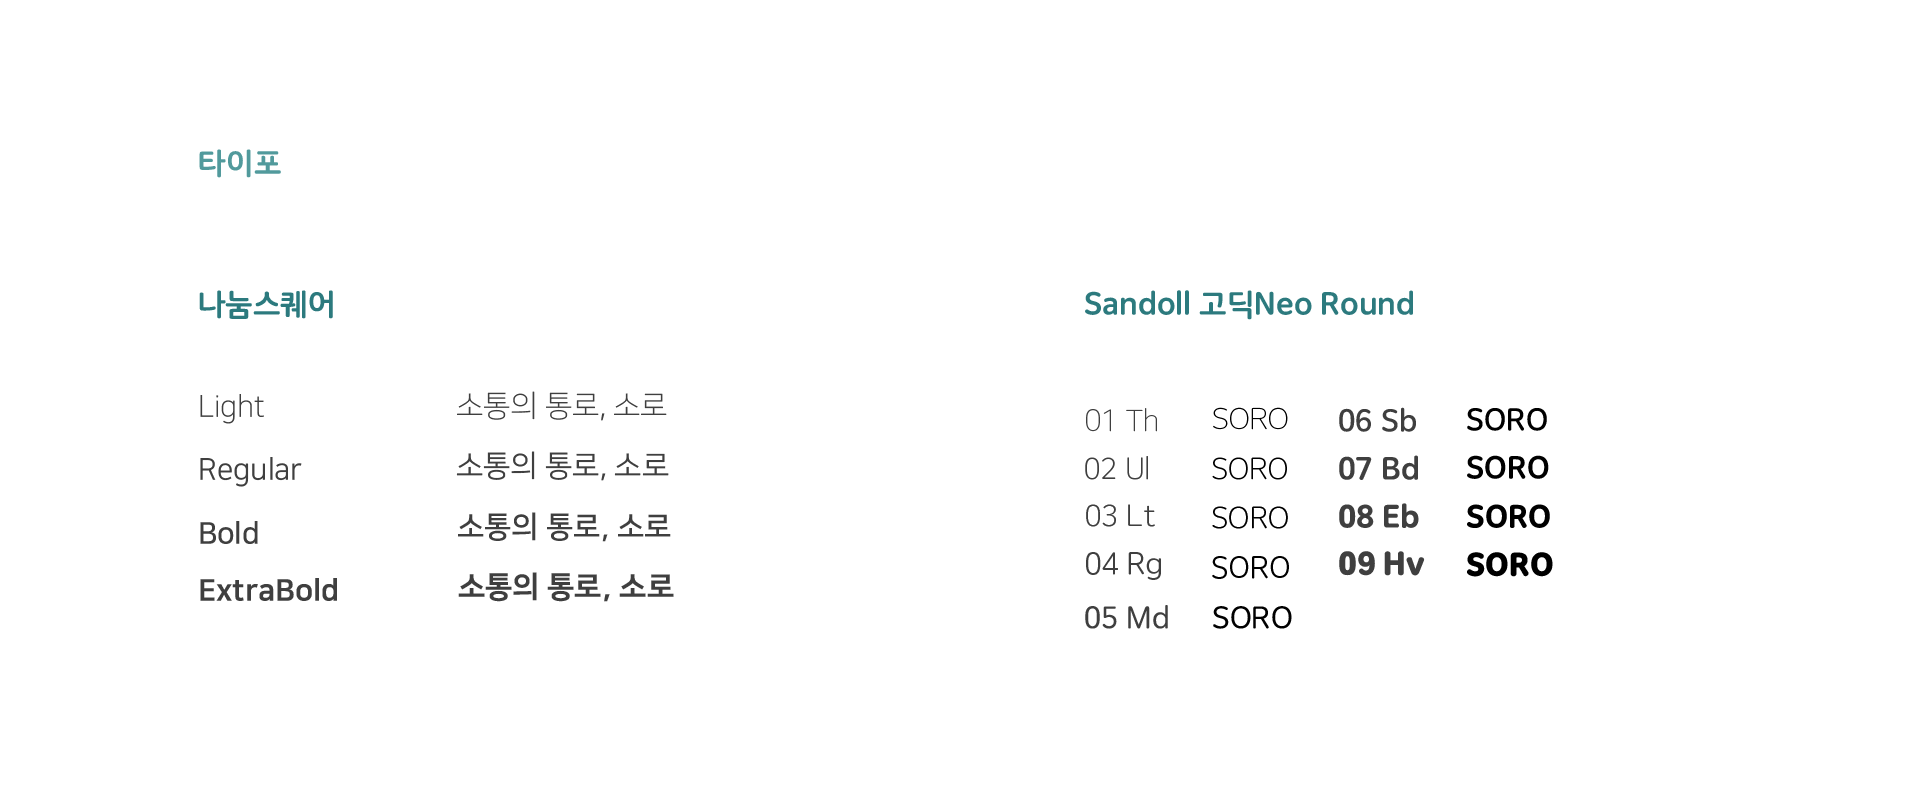 타이포
나눔스퀘어
Light 소통의 통로, 소로
Regular 소통의 통로, 소로
Bold 소통의 통로, 소로
ExtraBold 소통의 통로, 소로
Sandoll 고딕Neo Round
01 Th SORO 06 Sb SORO
02 Ul SORO 07 Bd SORO
03 Lt SORO 08 Eb SORO
04 Rg SORO 09 Hv SORO
05 Md SORO